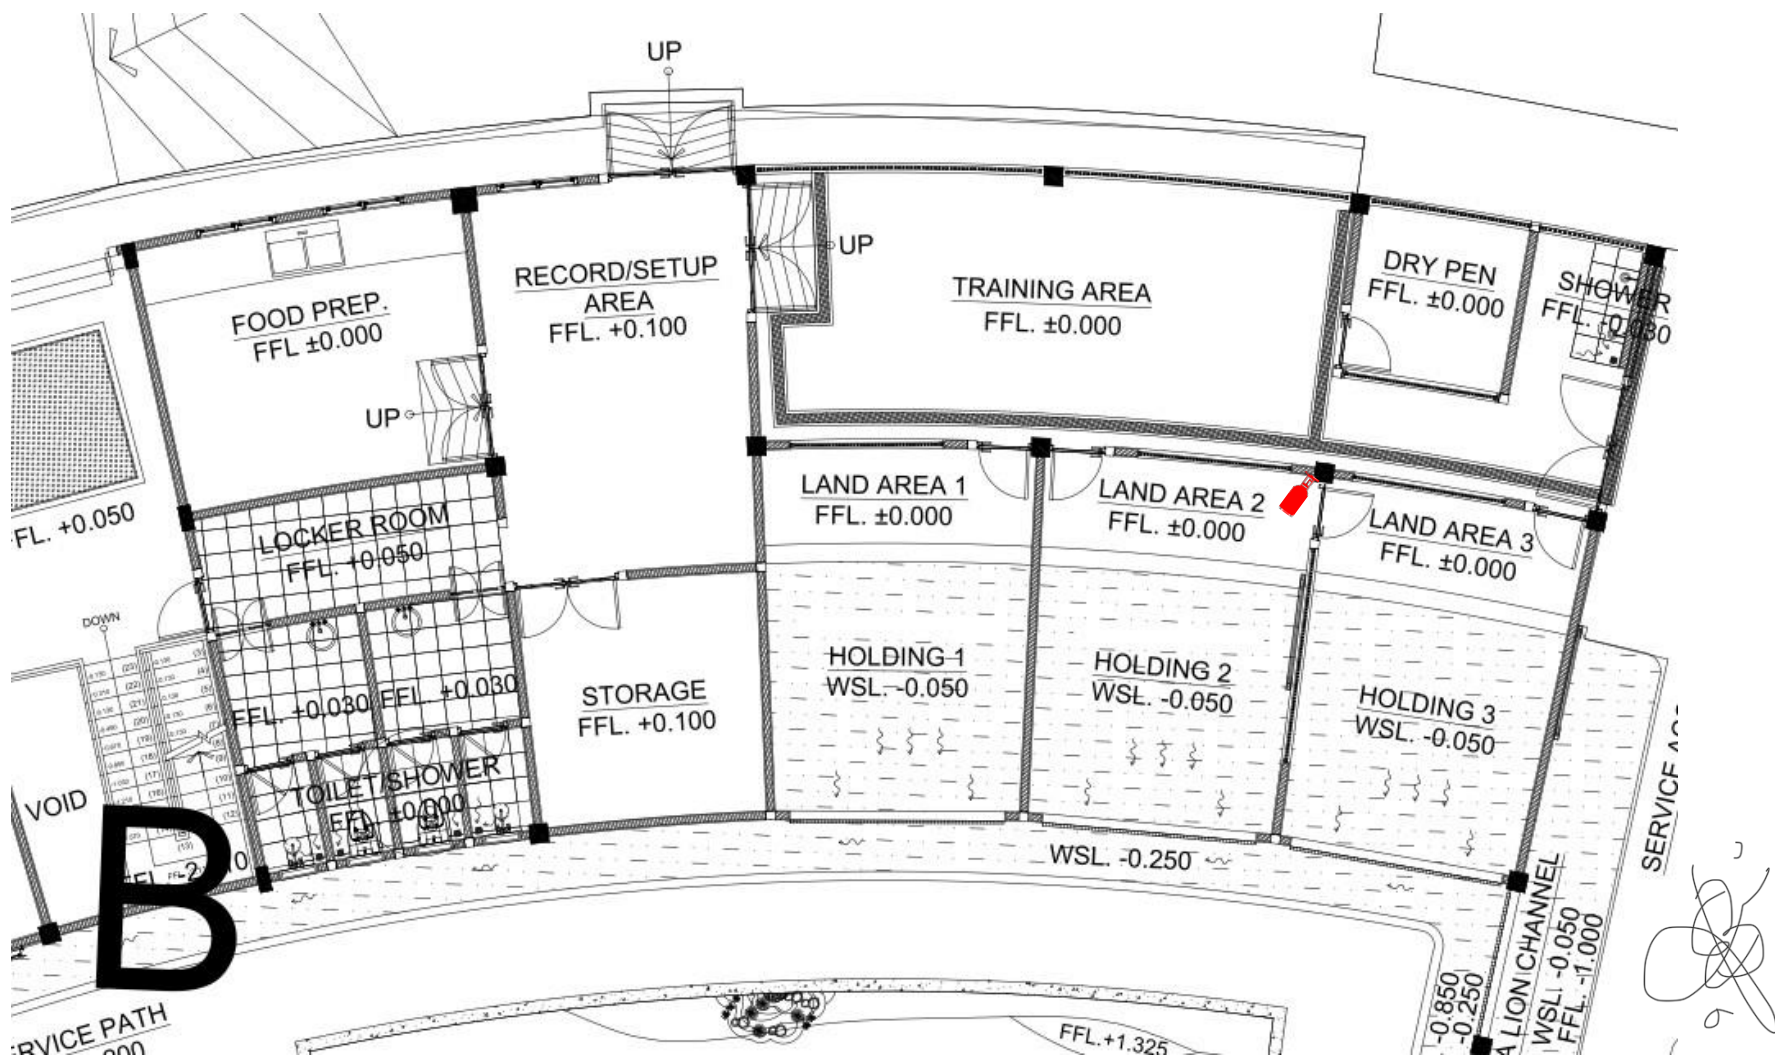 UP
RECORD/SETUP
AREA
FFL. +0.100
UP
TRAINING AREA
FFL. ±0.000
DRY PEN
FFL. ±0.000
SHOWER
FFL. -0.030
FOOD PREP.
FFL ±0.000
UP
FFL. +0.050
LOCKER ROOM
FFL. +0.050
LAND AREA 1
FFL. ±0.000
LAND AREA 2
FFL. ±0.000
LAND AREA 3
FFL. ±0.000
DOWN
FFL. +0.030
FFL. +0.030
STORAGE
FFL. +0.100
HOLDING 1
WSL. -0.050
HOLDING 2
WSL. -0.050
HOLDING 3
WSL. -0.050
VOID
TOILET/SHOWER
FFL. ±0.000
B
WSL. -0.250
-0.850
-0.250
A LION CHANNEL
WSL. -0.050
FFL. -1.000
FFL.+1.325